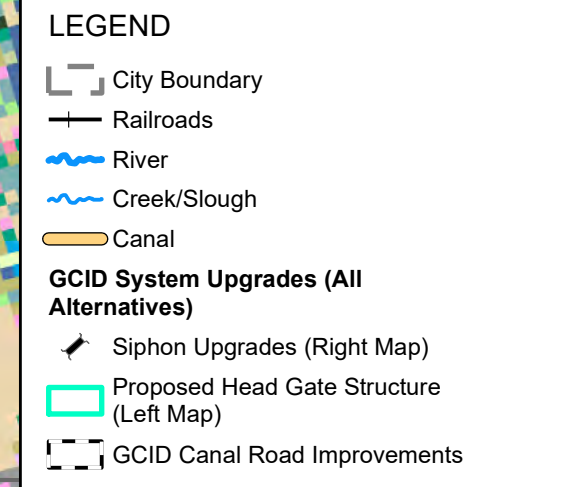 LEGEND
City Boundary
Railroads
River
Creek/Slough
Canal
GCID System Upgrades (All
Alternatives)
Siphon Upgrades (Right Map)
Proposed Head Gate Structure
(Left Map)
GCID Canal Road Improvements